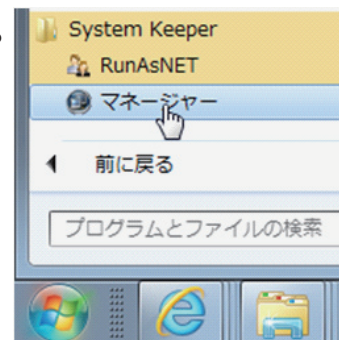 System Keeper
RunAsNET
マネージャー
前に戻る
プログラムとファイルの検索